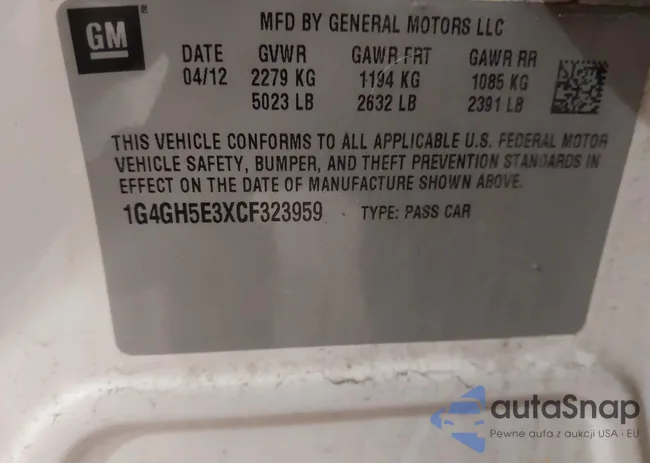 GM
MFD BY GENERAL MOTORS LLC
DATE GVWR GAWR FRT GAWR RR
04/12 2279 KG 1194 KG 1085 KG
5023 LB 2632 LB 2391 LB
THIS VEHICLE CONFORMS TO ALL APPLICABLE U.S. FEDERAL MOTOR
VEHICLE SAFETY, BUMPER, AND THEFT PREVENTION STANDARDS IN
EFFECT ON THE DATE OF MANUFACTURE SHOWN ABOVE.
1G4GH5E3XCF323959 TYPE: PASS CAR
autaSnap
Pewne auta z aukcji USA i EU